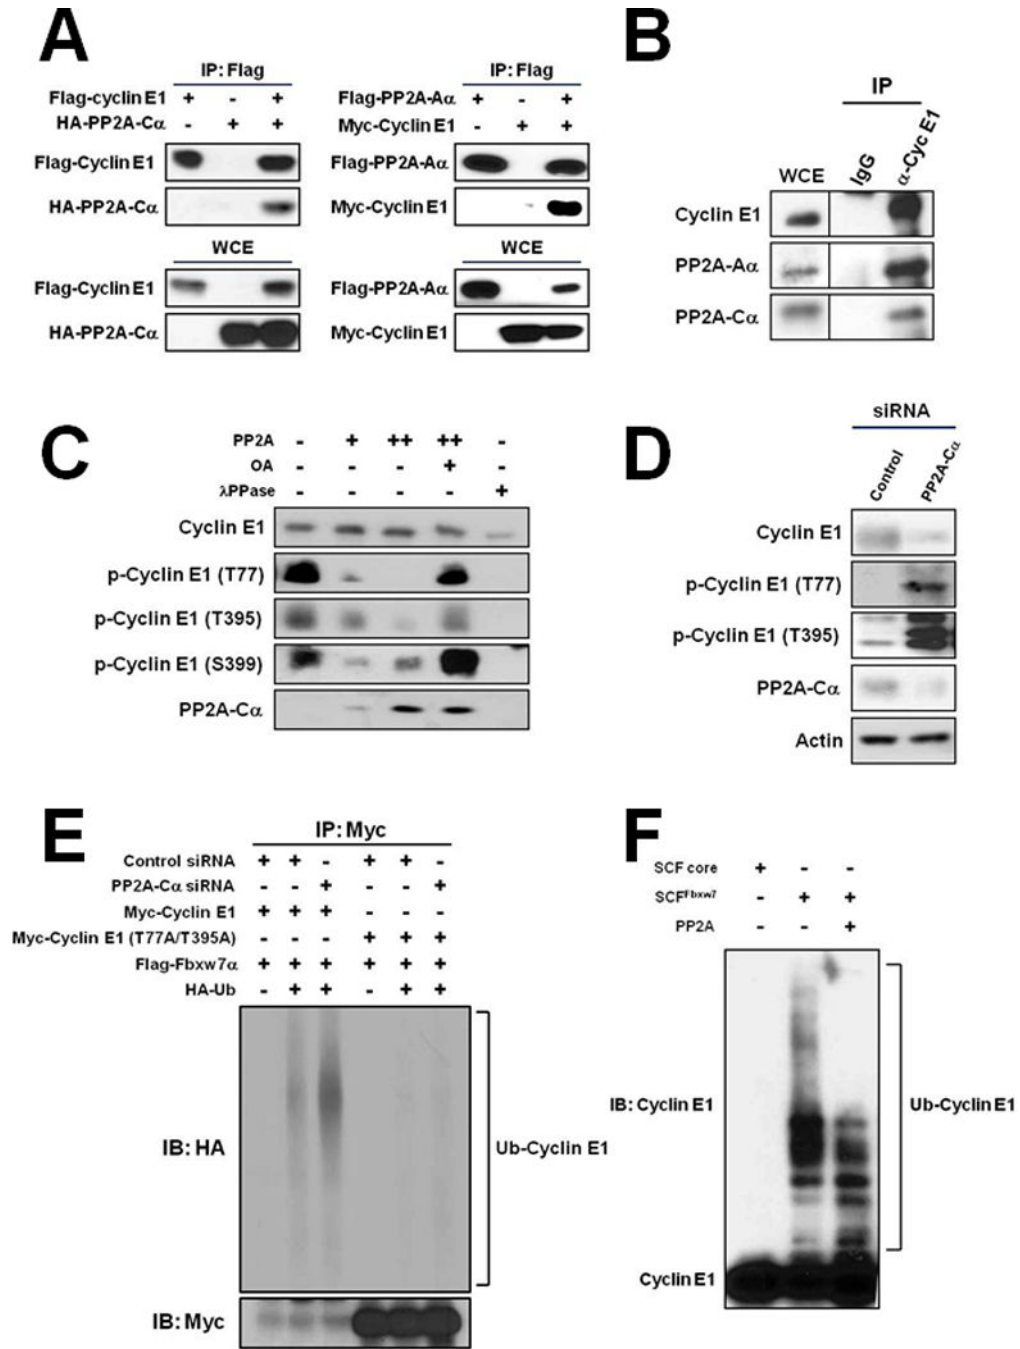 A
IP: Flag
Flag-cyclin E1 + - +
HA-PP2A-Cα - + +
Flag-Cyclin E1
HA-PP2A-Cα
WCE
Flag-Cyclin E1
HA-PP2A-Cα
IP: Flag
Flag-PP2A-Aα + - +
Myc-Cyclin E1 - + +
Flag-PP2A-Aα
Myc-Cyclin E1
WCE
Flag-PP2A-Aα
Myc-Cyclin E1
B
IP
WCE IgG α-Cyc E1
Cyclin E1
PP2A-Aα
PP2A-Cα
C
PP2A - + ++ ++ -
OA - - - + -
λPPase - - - - +
Cyclin E1
p-Cyclin E1 (T77)
p-Cyclin E1 (T395)
p-Cyclin E1 (S399)
PP2A-Cα
D
siRNA
Control PP2A-Cα
Cyclin E1
p-Cyclin E1 (T77)
p-Cyclin E1 (T395)
PP2A-Cα
Actin
E
IP: Myc
Control siRNA + + - + + -
PP2A-Cα siRNA - - + - - +
Myc-Cyclin E1 + + + - - -
Myc-Cyclin E1 (T77A/T395A) - - - + + +
Flag-Fbxw7α + + + + + +
HA-Ub - + + - + +
IB: HA
Ub-Cyclin E1
IB: Myc
F
SCF core + - -
SCFFbxw7 - + +
PP2A - - +
IB: Cyclin E1
Ub-Cyclin E1
Cyclin E1